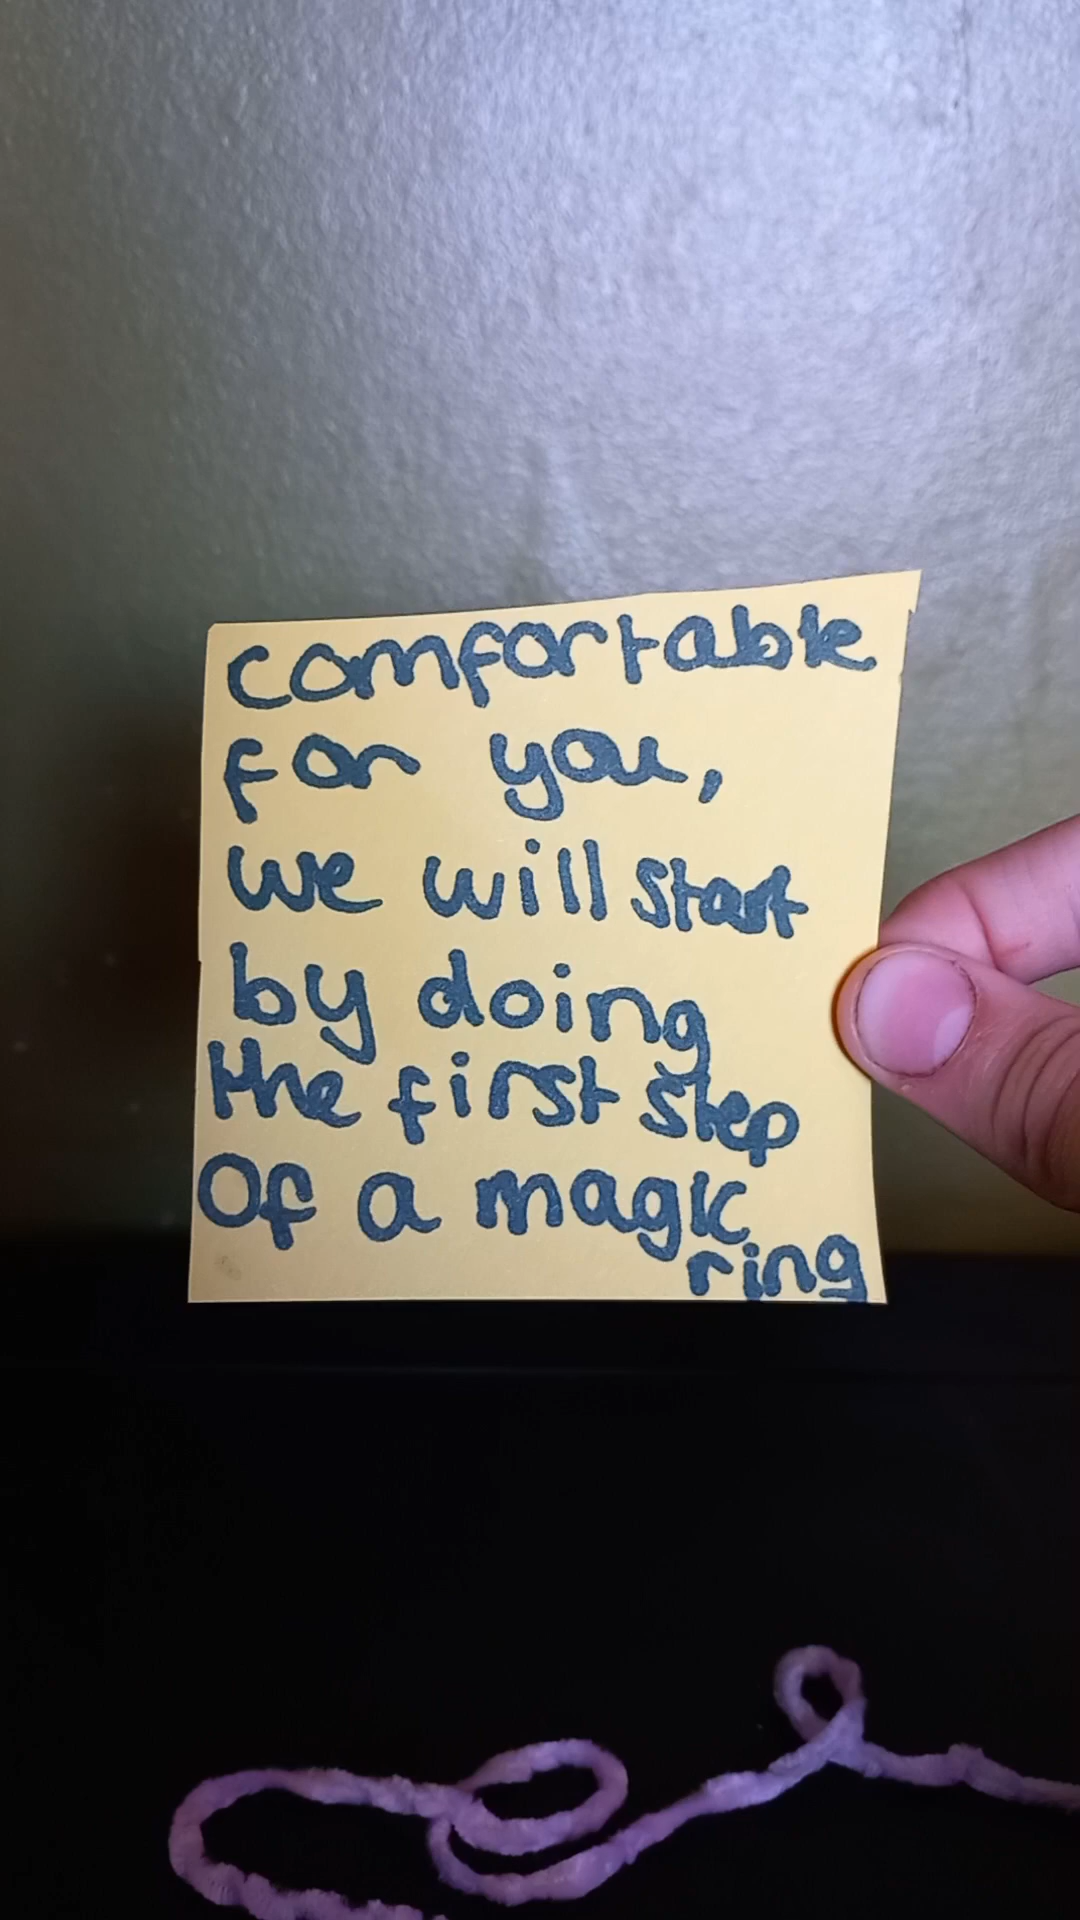 comfortable
for you,
we will start
by doing
the first step
Of a magic
ring